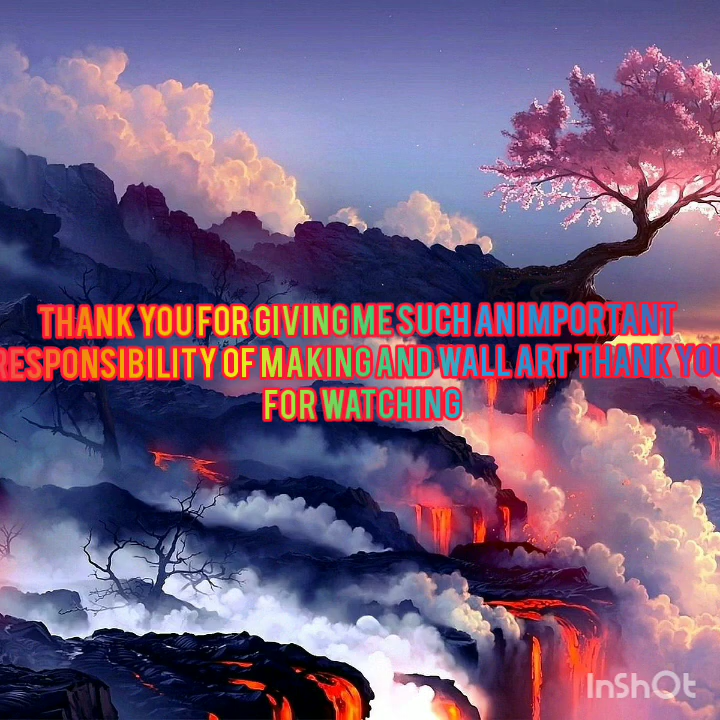 THANK YOU FOR GIVING ME SUCH AN IMPORTANT
RESPONSIBILITY OF MAKING AND WALL ART THANK YOU
FOR WATCHING
InShOt